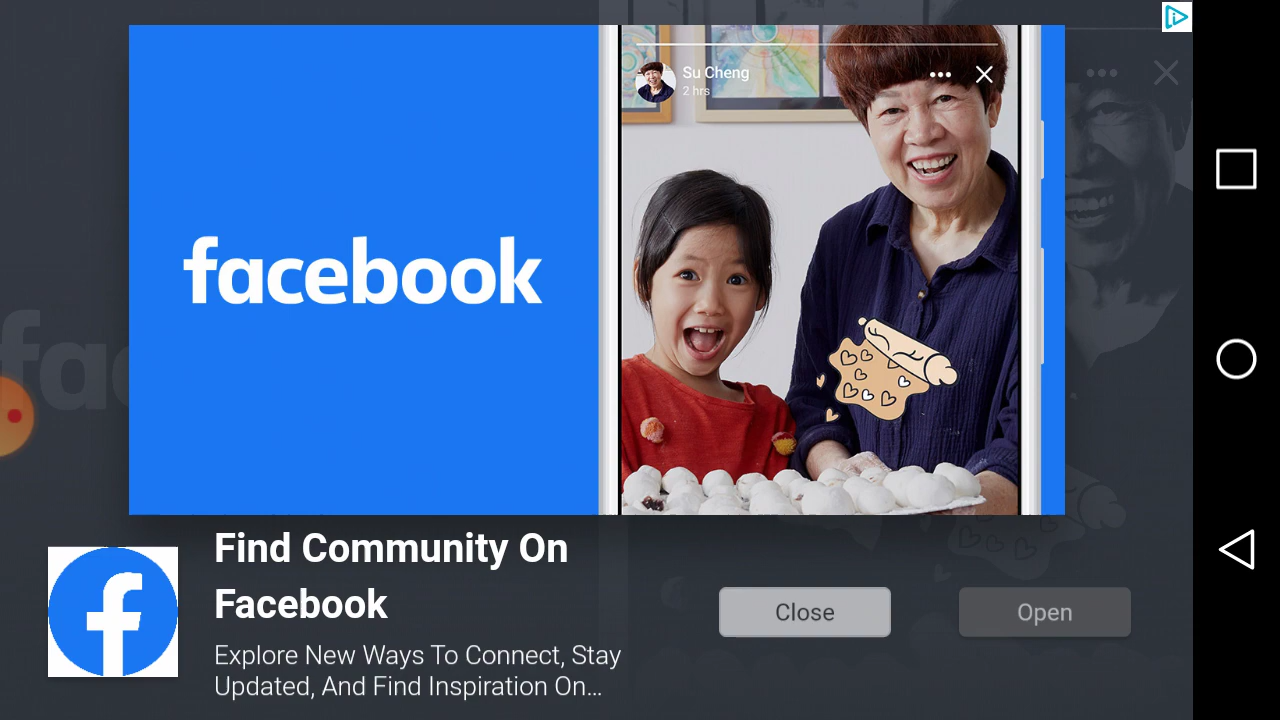 facebook
Su Cheng
2 hrs
fac
Find Community On
Facebook
Explore New Ways To Connect, Stay
Updated, And Find Inspiration On...
Close
Open